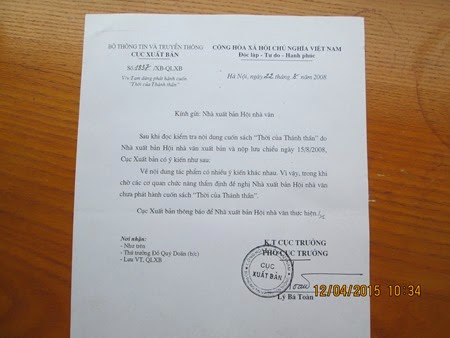 BỘ THÔNG TIN VÀ TRUYỀN THÔNG
CỤC XUẤT BẢN
CỘNG HÒA XÃ HỘI CHỦ NGHĨA VIỆT NAM
Độc lập - Tự do - Hạnh phúc
Số: /XB-QLXB
V/v Tạm dừng phát hành cuốn
"Thời của Thánh thần"
Hà Nội, ngày 22 tháng 8 năm 2008
Kính gửi: Nhà xuất bản Hội nhà văn
Sau khi đọc kiểm tra nội dung cuốn sách "Thời của Thánh thần" do
Nhà xuất bản Hội nhà văn xuất bản và nộp lưu chiểu ngày 15/8/2008,
Cục Xuất bản có ý kiến như sau:
Về nội dung tác phẩm có nhiều ý kiến khác nhau. Vì vậy, trong khi
chờ các cơ quan chức năng thẩm định đề nghị Nhà xuất bản Hội nhà văn
chưa phát hành cuốn sách "Thời của Thánh thần".
Cục Xuất bản thông báo để Nhà xuất bản Hội nhà văn thực hiện./
Nơi nhận:
- Như trên
- Thứ trưởng Đỗ Quý Doãn (b/c)
- Lưu VT, QLXB
K.T CỤC TRƯỞNG
PHÓ CỤC TRƯỞNG
CỤC
XUẤT BẢN
Lý Bá Toàn
12/04/2015 10:34